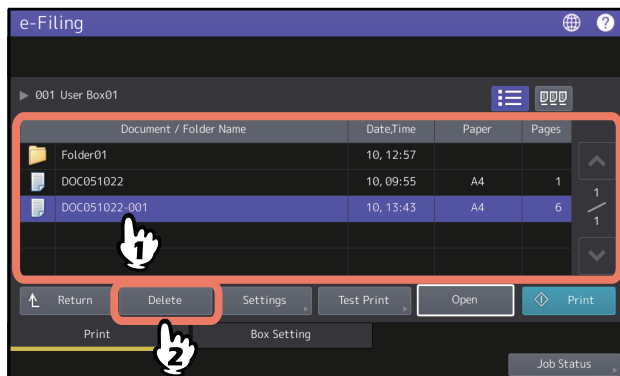 e-Filing ?
001 User Box01
Document / Folder Name Date,Time Paper Pages
Folder01 10, 12:57
DOC051022 10, 09:55 A4 1
DOC051022-001 10, 13:43 A4 6
1
1
1
Return Delete Settings Test Print Open Print
Print Box Setting
2
Job Status